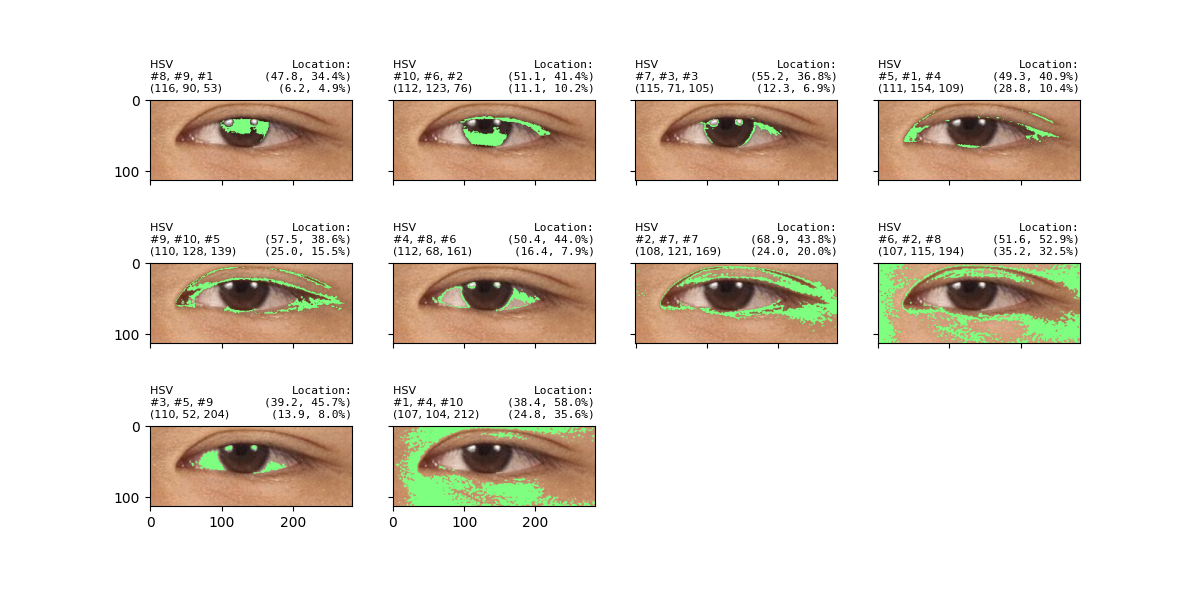 HSV Location:
#8, #9, #1 (47.8, 34.4%)
(116, 90, 53) (6.2, 4.9%)
HSV Location:
#10, #6, #2 (51.1, 41.4%)
(112, 123, 76) (11.1, 10.2%)
HSV Location:
#7, #3, #3 (55.2, 36.8%)
(115, 71, 105) (12.3, 6.9%)
HSV Location:
#5, #1, #4 (49.3, 40.9%)
(111, 154, 109) (28.8, 10.4%)
0
100
HSV Location:
#9, #10, #5 (57.5, 38.6%)
(110, 128, 139) (25.0, 15.5%)
HSV Location:
#4, #8, #6 (50.4, 44.0%)
(112, 68, 161) (16.4, 7.9%)
HSV Location:
#2, #7, #7 (68.9, 43.8%)
(108, 121, 169) (24.0, 20.0%)
HSV Location:
#6, #2, #8 (51.6, 52.9%)
(107, 115, 194) (35.2, 32.5%)
0
100
HSV Location:
#3, #5, #9 (39.2, 45.7%)
(110, 52, 204) (13.9, 8.0%)
HSV Location:
#1, #4, #10 (38.4, 58.0%)
(107, 104, 212) (24.8, 35.6%)
0
100
0 100 200
0 100 200